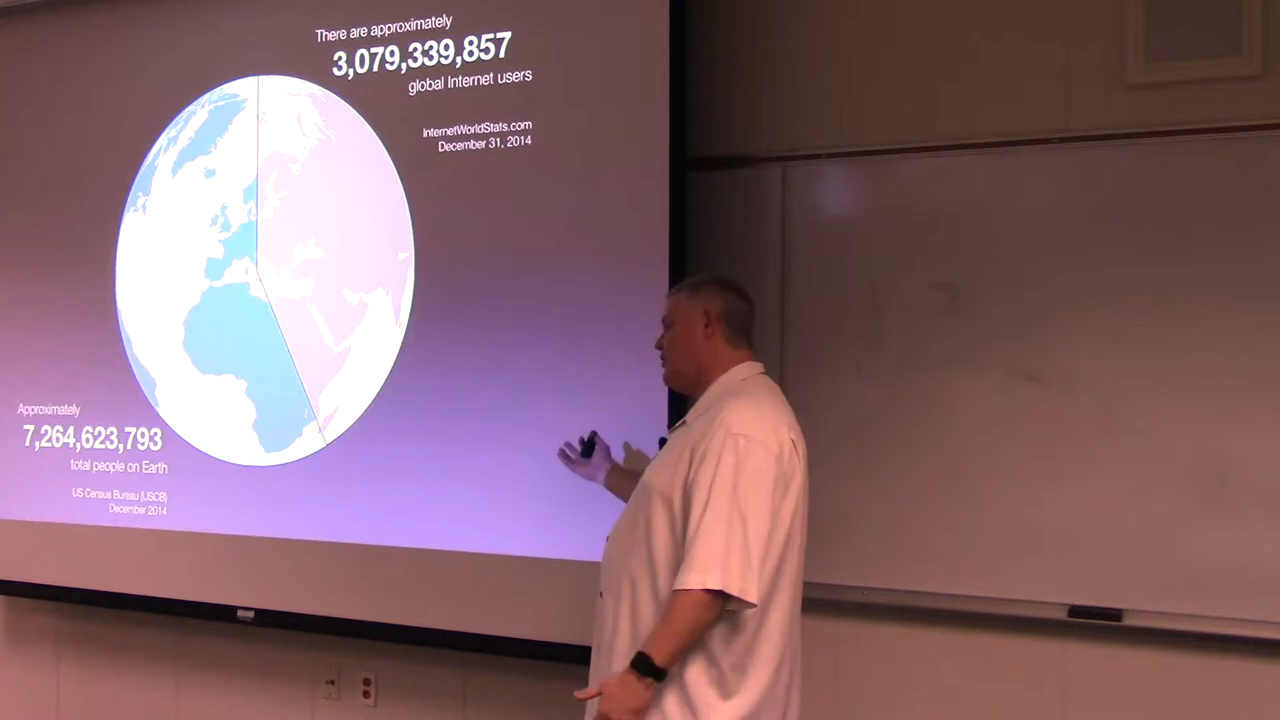 There are approximately
3,079,339,857
global Internet users
InternetWorldStats.com
December 31, 2014
Approximately
7,264,623,793
total people on Earth
US Census Bureau (USCB)
December 2014